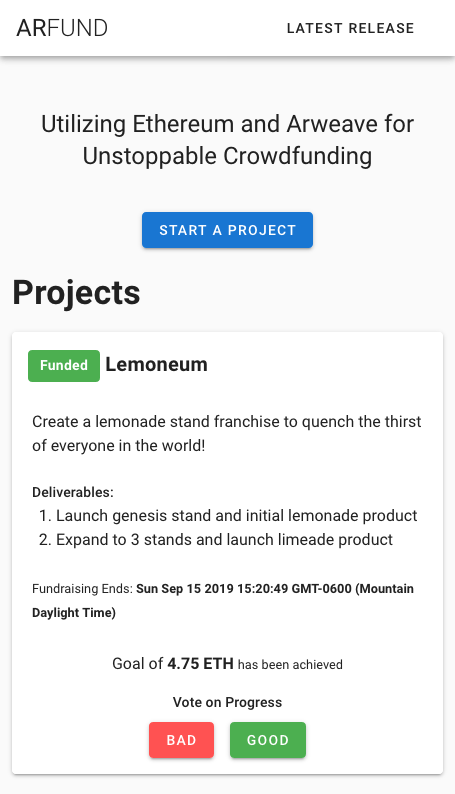 ARFUND
LATEST RELEASE
Utilizing Ethereum and Arweave for
Unstoppable Crowdfunding
START A PROJECT
Projects
Funded Lemoneum
Create a lemonade stand franchise to quench the thirst
of everyone in the world!
Deliverables:
1. Launch genesis stand and initial lemonade product
2. Expand to 3 stands and launch limeade product
Fundraising Ends: Sun Sep 15 2019 15:20:49 GMT-0600 (Mountain
Daylight Time)
Goal of 4.75 ETH has been achieved
Vote on Progress
BAD
GOOD